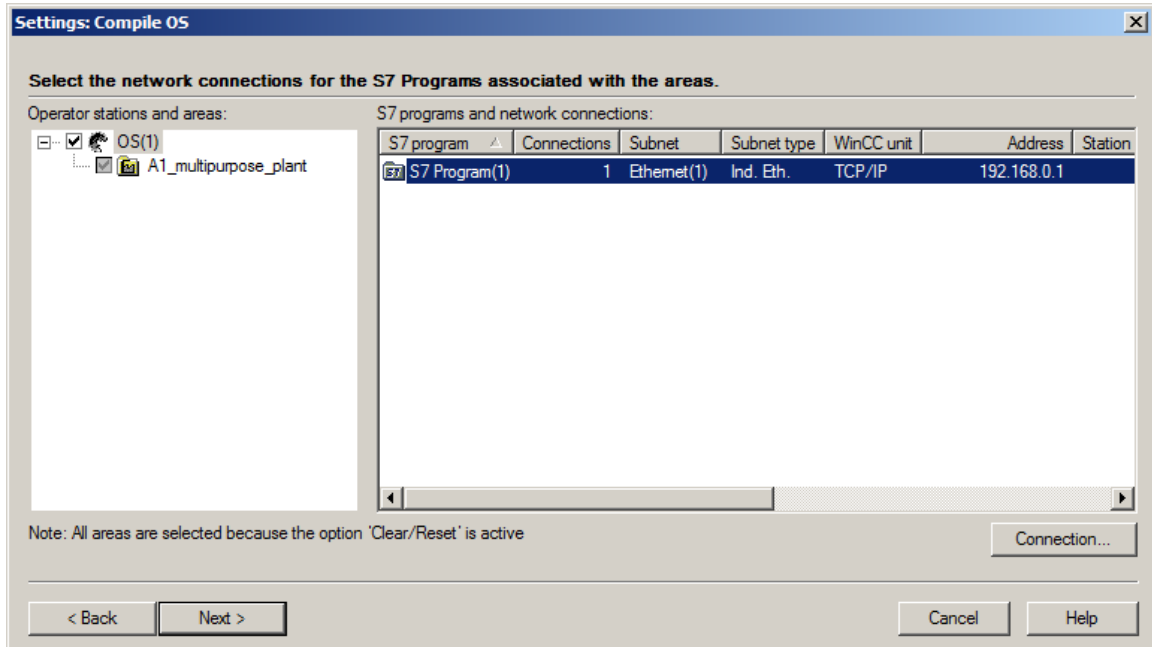 Settings: Compile OS
Select the network connections for the S7 Programs associated with the areas.
Operator stations and areas:
S7 programs and network connections:
OS(1)
A1_multipurpose_plant
S7 program Connections Subnet Subnet type WinCC unit Address Station
S7 Program(1) 1 Ethernet(1) Ind. Eth. TCP/IP 192.168.0.1
Note: All areas are selected because the option 'Clear/Reset' is active
Connection...
< Back Next > Cancel Help